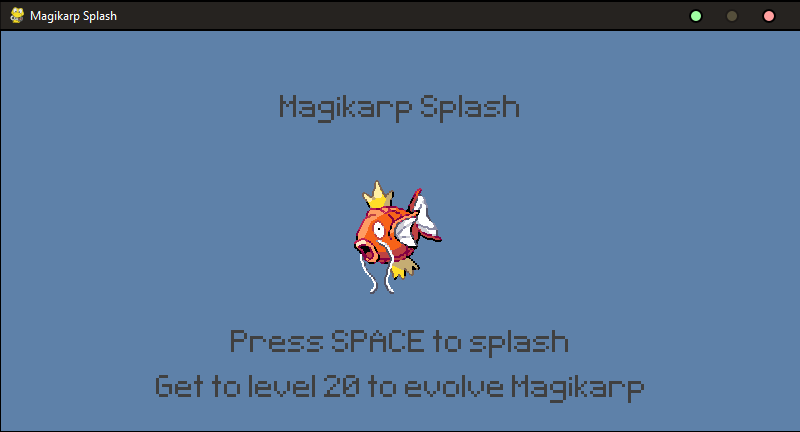 Magikarp Splash
Magikarp Splash
Press SPACE to splash
Get to level 20 to evolve Magikarp